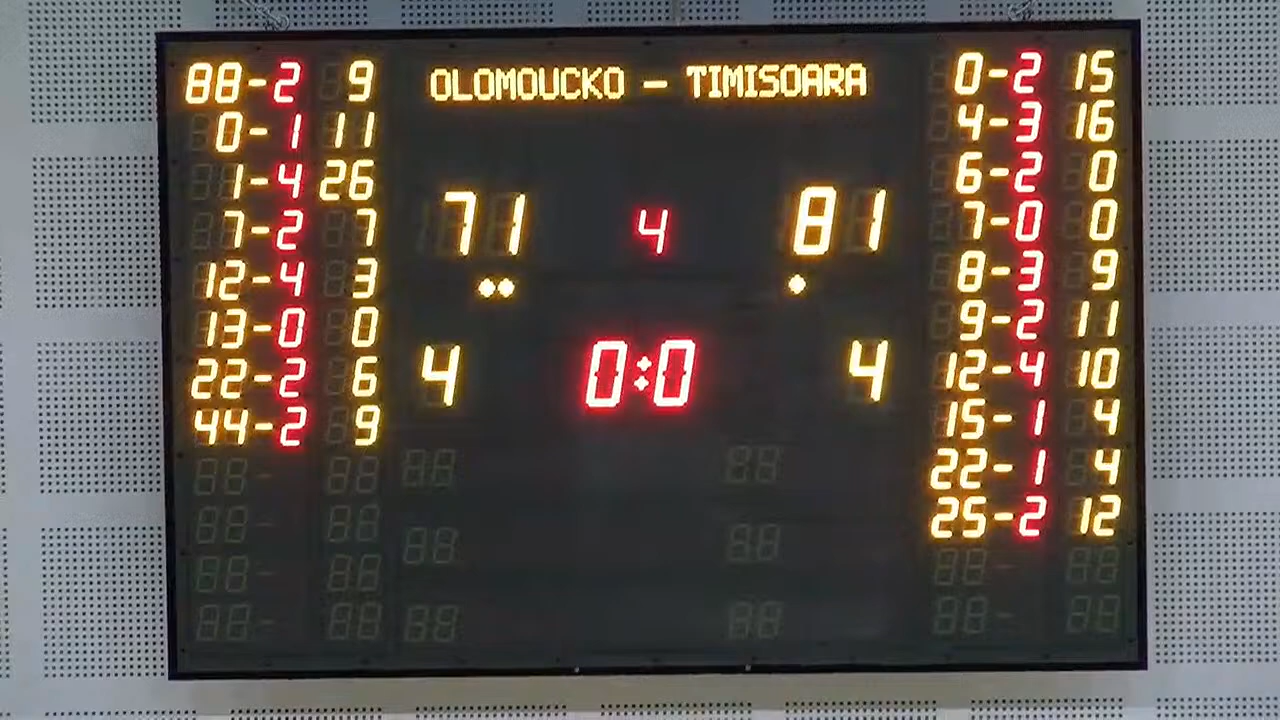 88-2 9 OLOMOUCKO - TIMISOARA 0-2 15
0-1 11 4-3 16
1-4 26 6-2 0
7-2 7 71 4 81 7-0 0
12-4 3 8-3 9
13-0 0 9-2 11
22-2 6 4 0:0 4 12-4 10
44-2 9 15-1 4
22-1 4
25-2 12